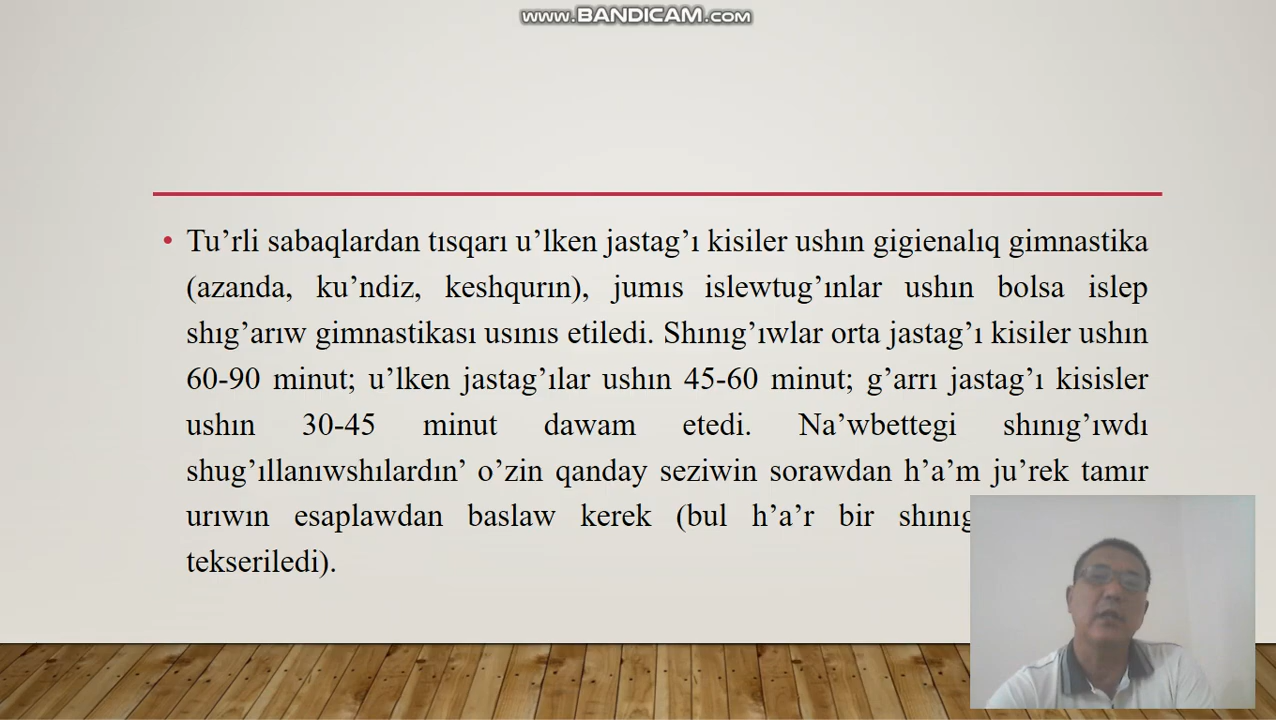 www.BANDICAM.com
• Tu’rli sabaqlardan tısqarı u’lken jastag’ı kisiler ushın gigienalıq gimnastika
(azanda, ku’ndiz, keshqurın), jumıs islewtug’ınlar ushın bolsa islep
shıg’arıw gimnastikası usınıs etiledi. Shınıg’ıwlar orta jastag’ı kisiler ushın
60-90 minut; u’lken jastag’ılar ushın 45-60 minut; g’arrı jastag’ı kisisler
ushın 30-45 minut dawam etedi. Na’wbettegi shınıg’ıwdı
shug’ıllanıwshılardın’ o’zin qanday seziwin sorawdan h’a’m ju’rek tamır
urıwın esaplawdan baslaw kerek (bul h’a’r bir
tekseriledi).